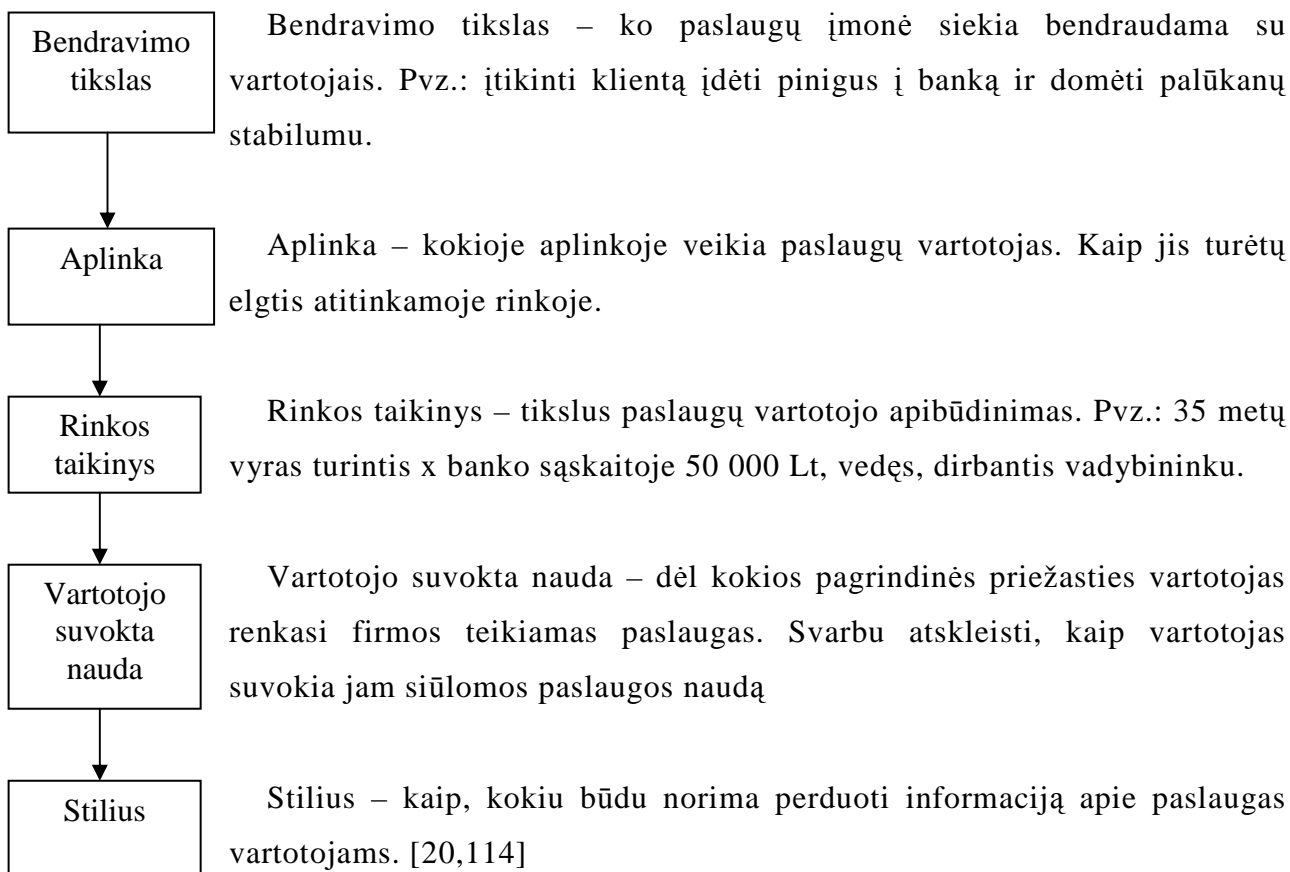 Bendravimo
tikslas
Bendravimo tikslas – ko paslaugų įmonė siekia bendraudama su
vartotojais. Pvz.: įtikinti klientą įdėti pinigus į banką ir domėti palūkanų
stabilumu.
Aplinka
Aplinka – kokioje aplinkoje veikia paslaugų vartotojas. Kaip jis turėtų
elgtis atitinkamoje rinkoje.
Rinkos
taikinys
Rinkos taikinys – tikslus paslaugų vartotojo apibūdinimas. Pvz.: 35 metų
vyras turintis x banko sąskaitoje 50 000 Lt, vedęs, dirbantis vadybininku.
Vartotojo
suvokta
nauda
Vartotojo suvokta nauda – dėl kokios pagrindinės priežasties vartotojas
renkasi firmos teikiamas paslaugas. Svarbu atskleisti, kaip vartotojas
suvokia jam siūlomos paslaugos naudą
Stilius
Stilius – kaip, kokiu būdu norima perduoti informaciją apie paslaugas
vartotojams. [20,114]